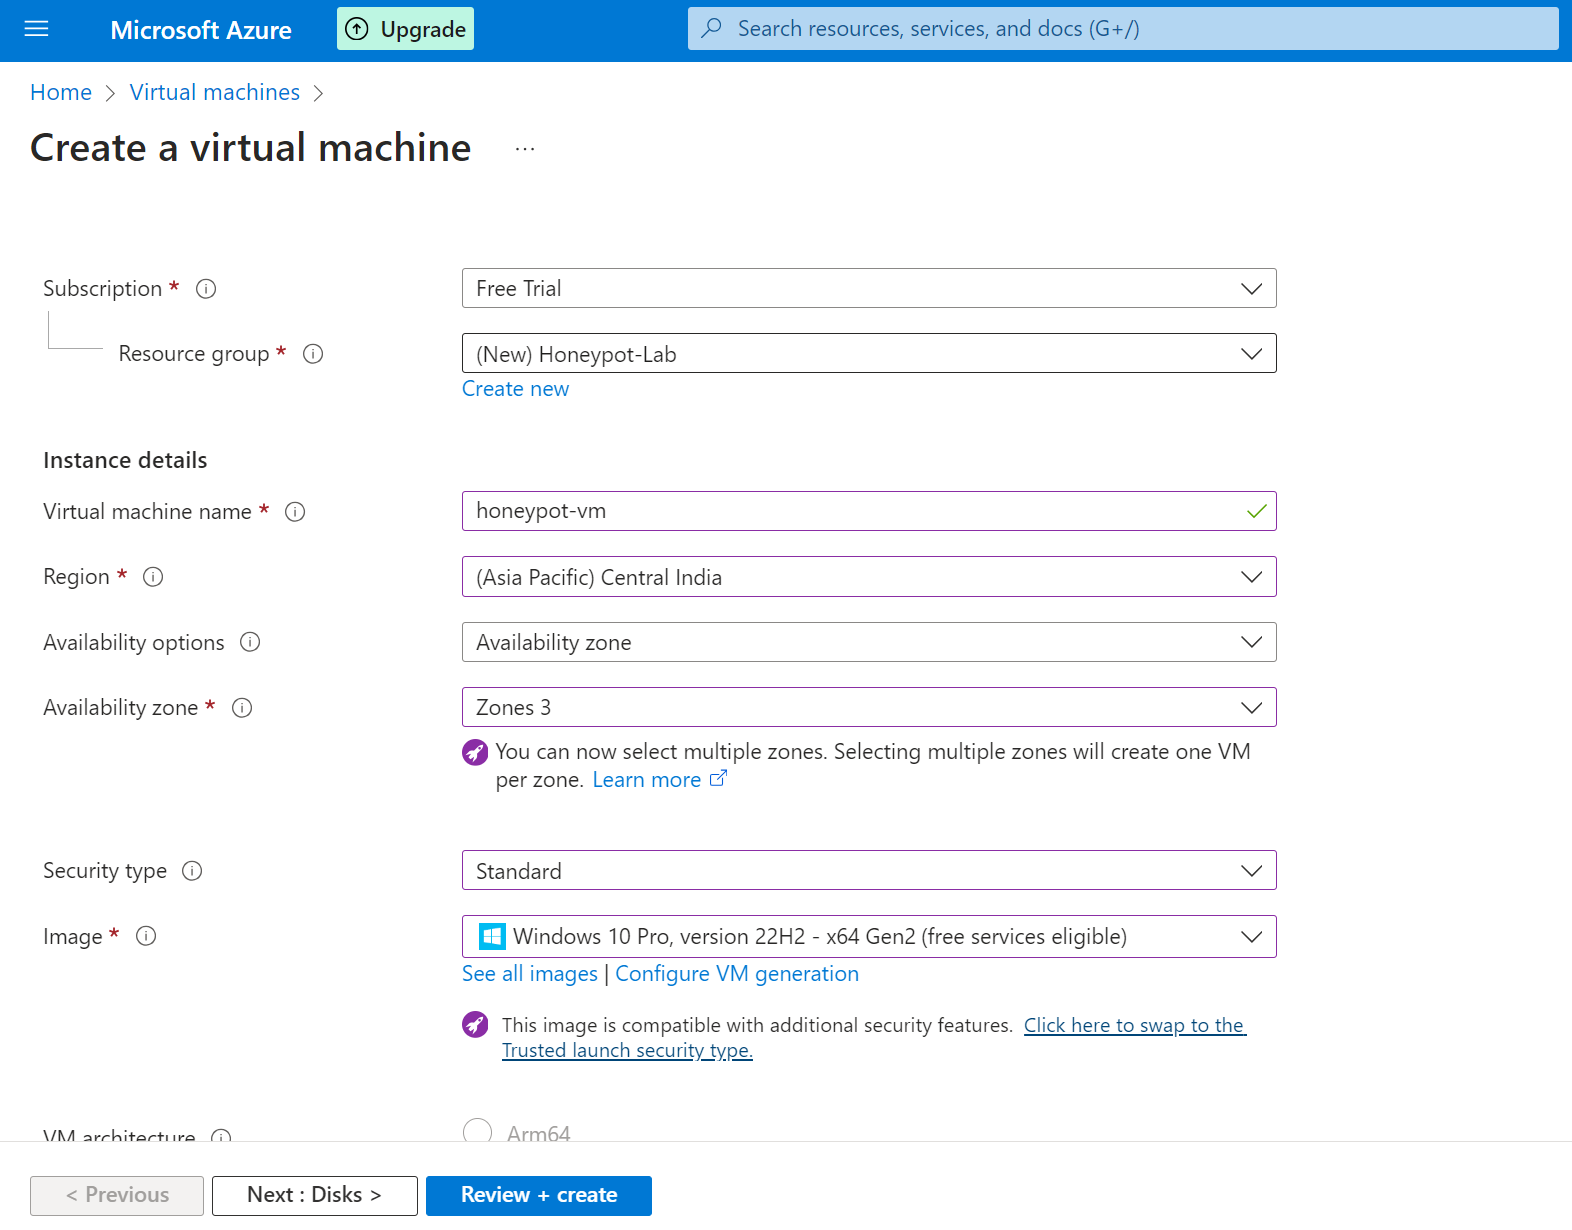 Microsoft Azure
Upgrade
Search resources, services, and docs (G+/)
Home > Virtual machines >
Create a virtual machine ...
Subscription * Free Trial
Resource group * (New) Honeypot-Lab
Create new
Instance details
Virtual machine name * honeypot-vm
Region * (Asia Pacific) Central India
Availability options Availability zone
Availability zone * Zones 3
You can now select multiple zones. Selecting multiple zones will create one VM
per zone. Learn more
Security type Standard
Image * Windows 10 Pro, version 22H2 - x64 Gen2 (free services eligible)
See all images | Configure VM generation
This image is compatible with additional security features. Click here to swap to the
Trusted launch security type.
VM architecture Arm64
< Previous
Next : Disks >
Review + create